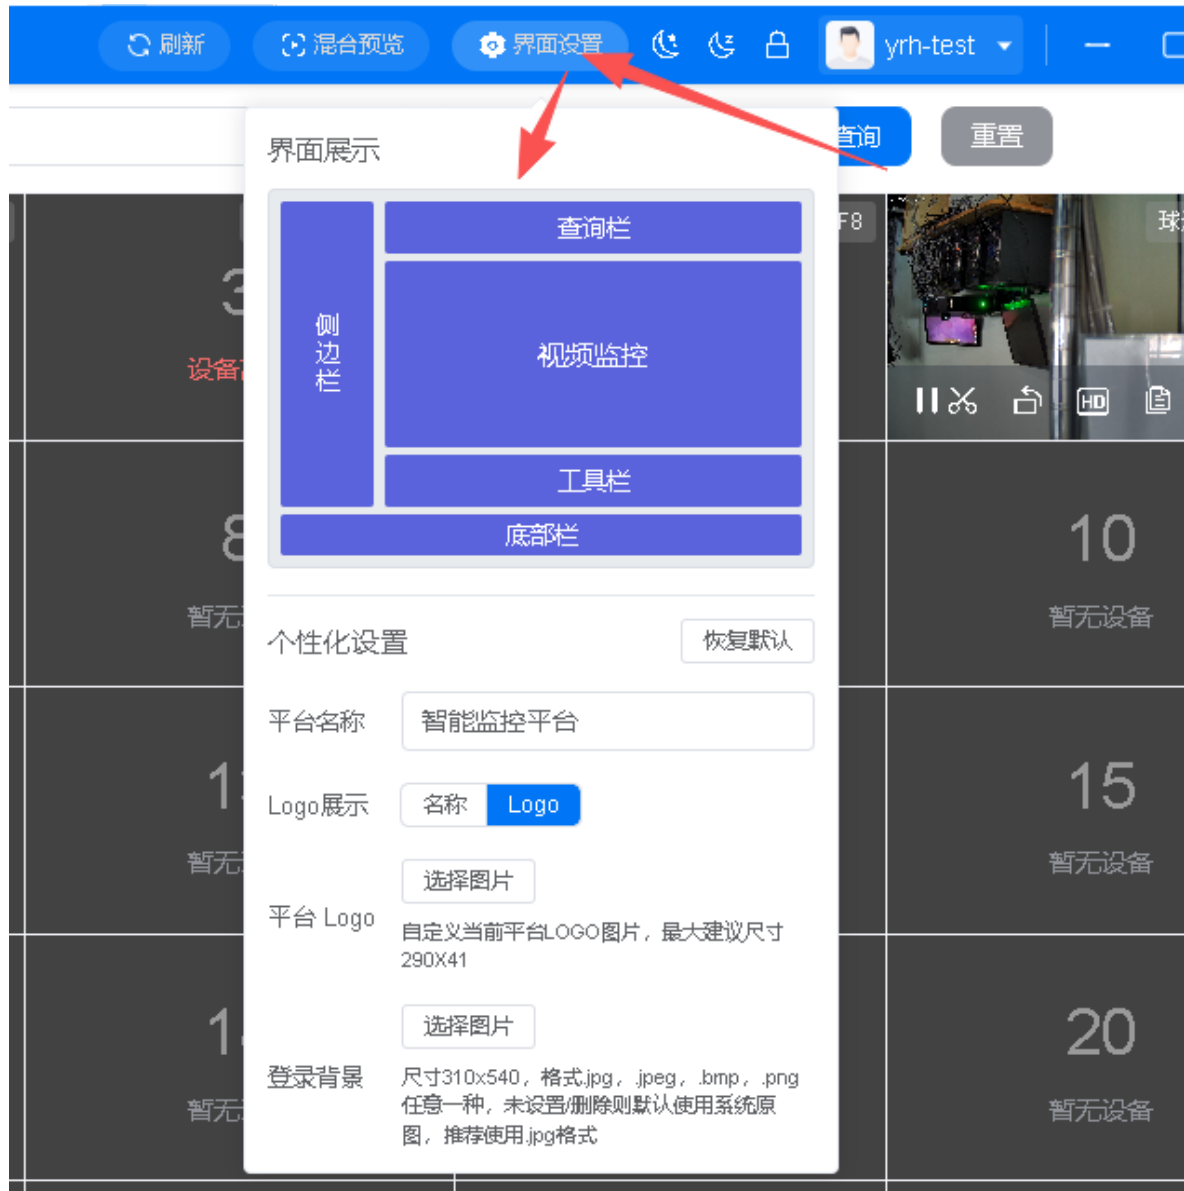 刷新
混合预览
界面设置
yrh-test
界面展示
查询
重置
侧边栏
查询栏
视频监控
工具栏
底部栏
F8
HD
10
暂无设备
个性化设置
恢复默认
平台名称
智能监控平台
Logo展示
名称
Logo
15
暂无设备
平台 Logo
选择图片
自定义当前平台LOGO图片，最大建议尺寸
290X41
登录背景
选择图片
尺寸310x540，格式.jpg，.jpeg，.bmp，.png
任意一种，未设置/删除则默认使用系统原
图，推荐使用.jpg格式
20
暂无设备